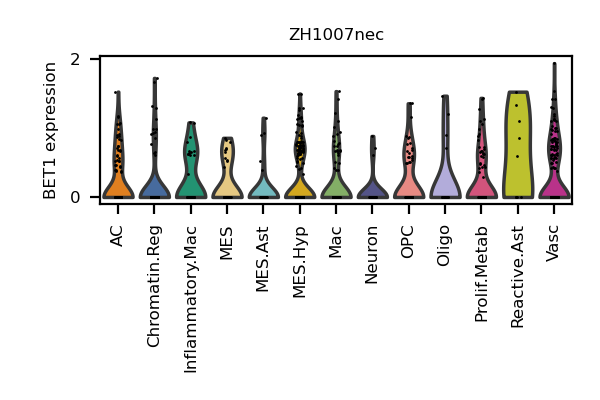 ZH1007nec
BET1 expression
2
0
AC
Chromatin.Reg
Inflammatory.Mac
MES
MES.Ast
MES.Hyp
Mac
Neuron
OPC
Oligo
Prolif.Metab
Reactive.Ast
Vasc